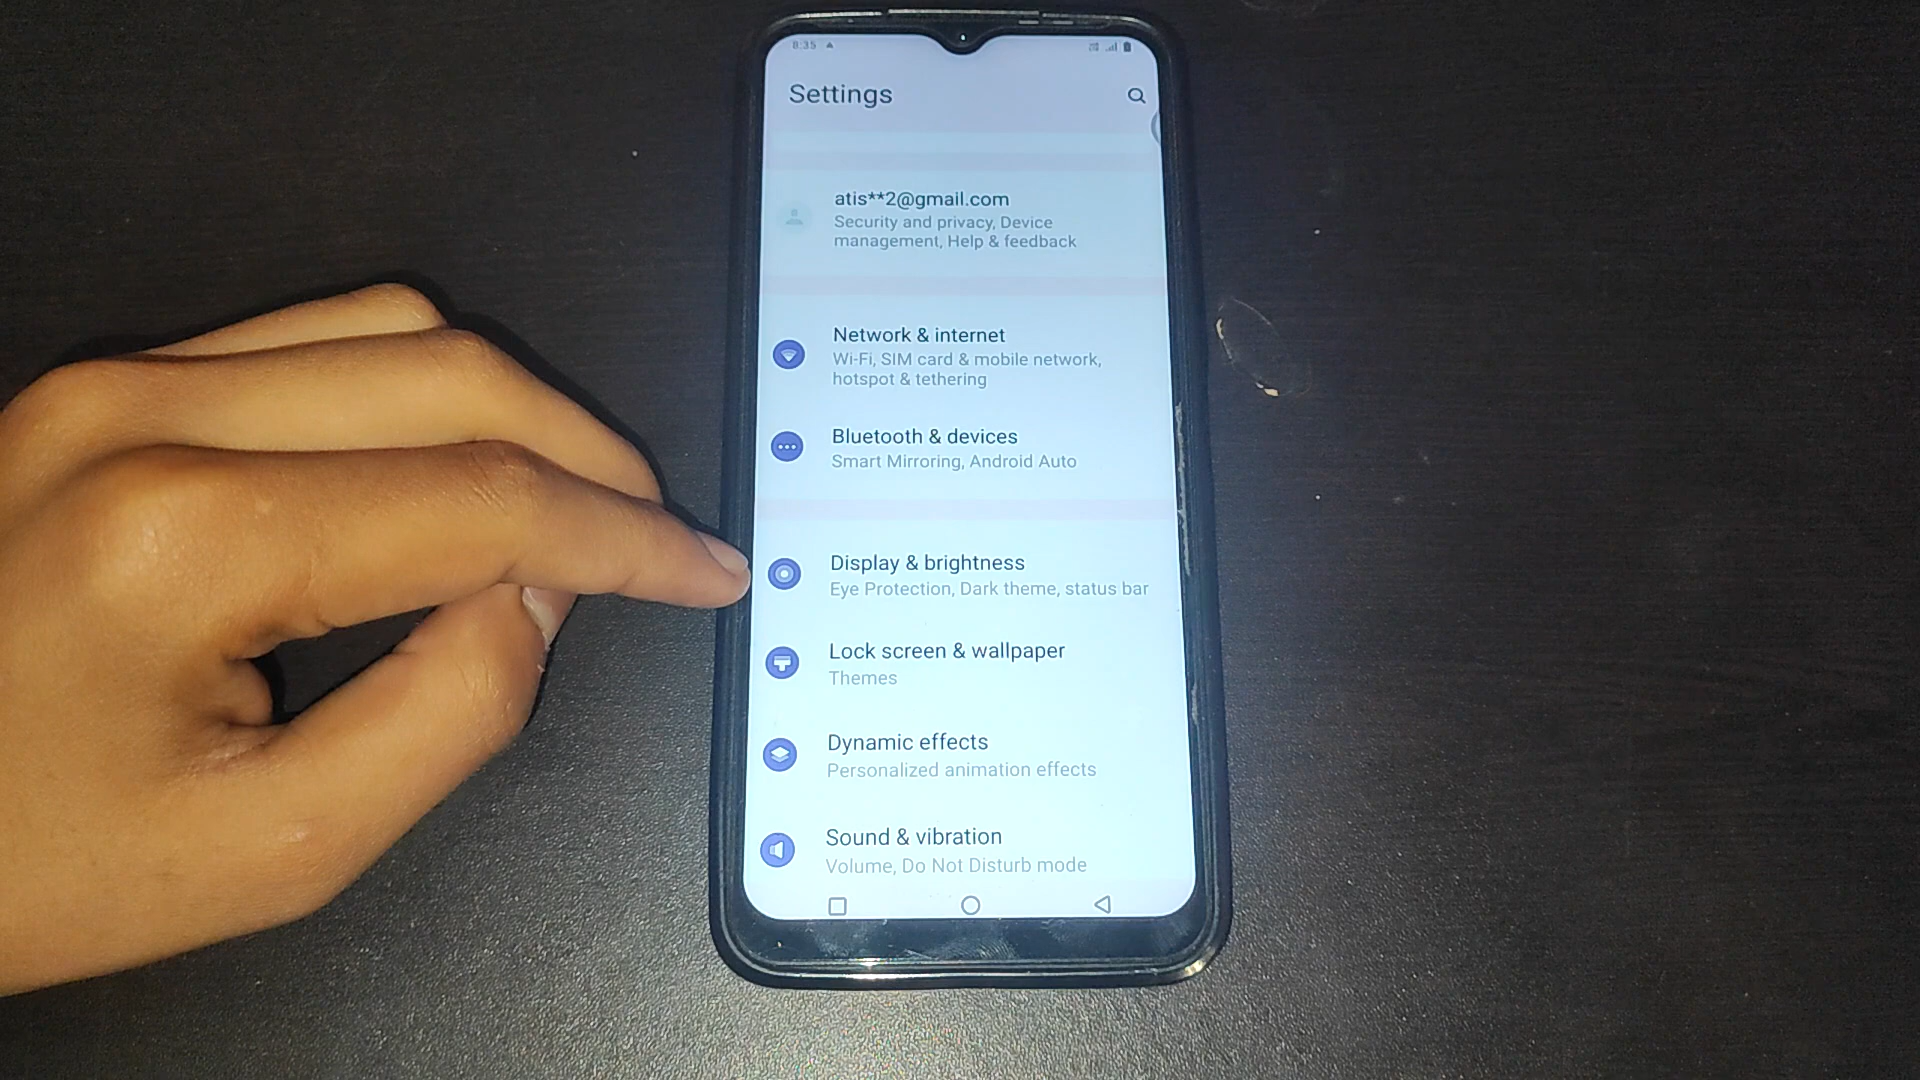 8:35
Settings
atis**2@gmail.com
Security and privacy, Device
management, Help & feedback
Network & internet
Wi-Fi, SIM card & mobile network,
hotspot & tethering
Bluetooth & devices
Smart Mirroring, Android Auto
Display & brightness
Eye Protection, Dark theme, status bar
Lock screen & wallpaper
Themes
Dynamic effects
Personalized animation effects
Sound & vibration
Volume, Do Not Disturb mode